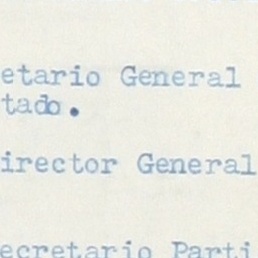 etario General
tado.
irector General
ecretario Parti